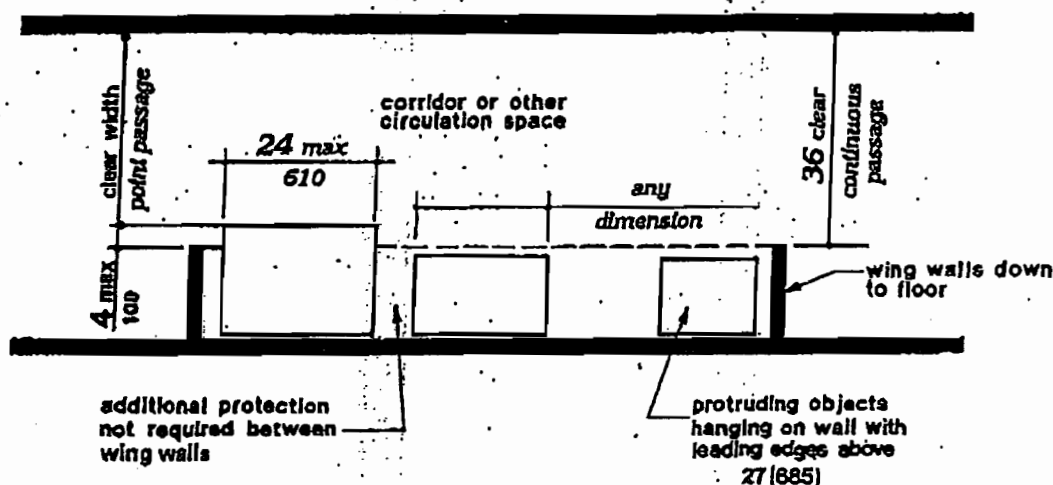 clear width
point passage
corridor or other
circulation space
24 max
610
any
dimension
36 clear
continuous
passage
4 max
100
wing walls down
to floor
additional protection
not required between
wing walls
protruding objects
hanging on wall with
leading edges above
27(685)